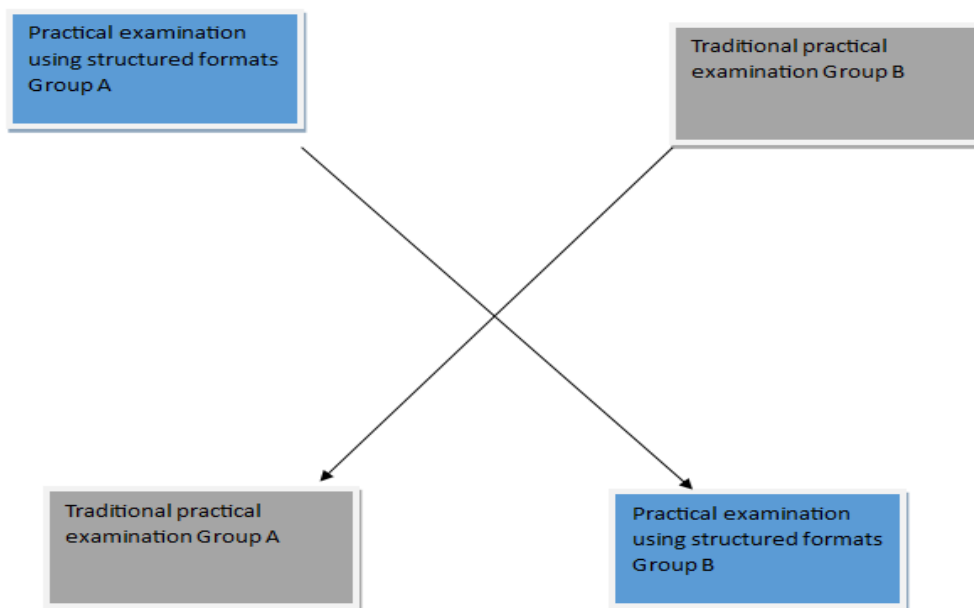 Practical examination
using structured formats
Group A
Traditional practical
examination Group B
Traditional practical
examination Group A
Practical examination
using structured formats
Group B